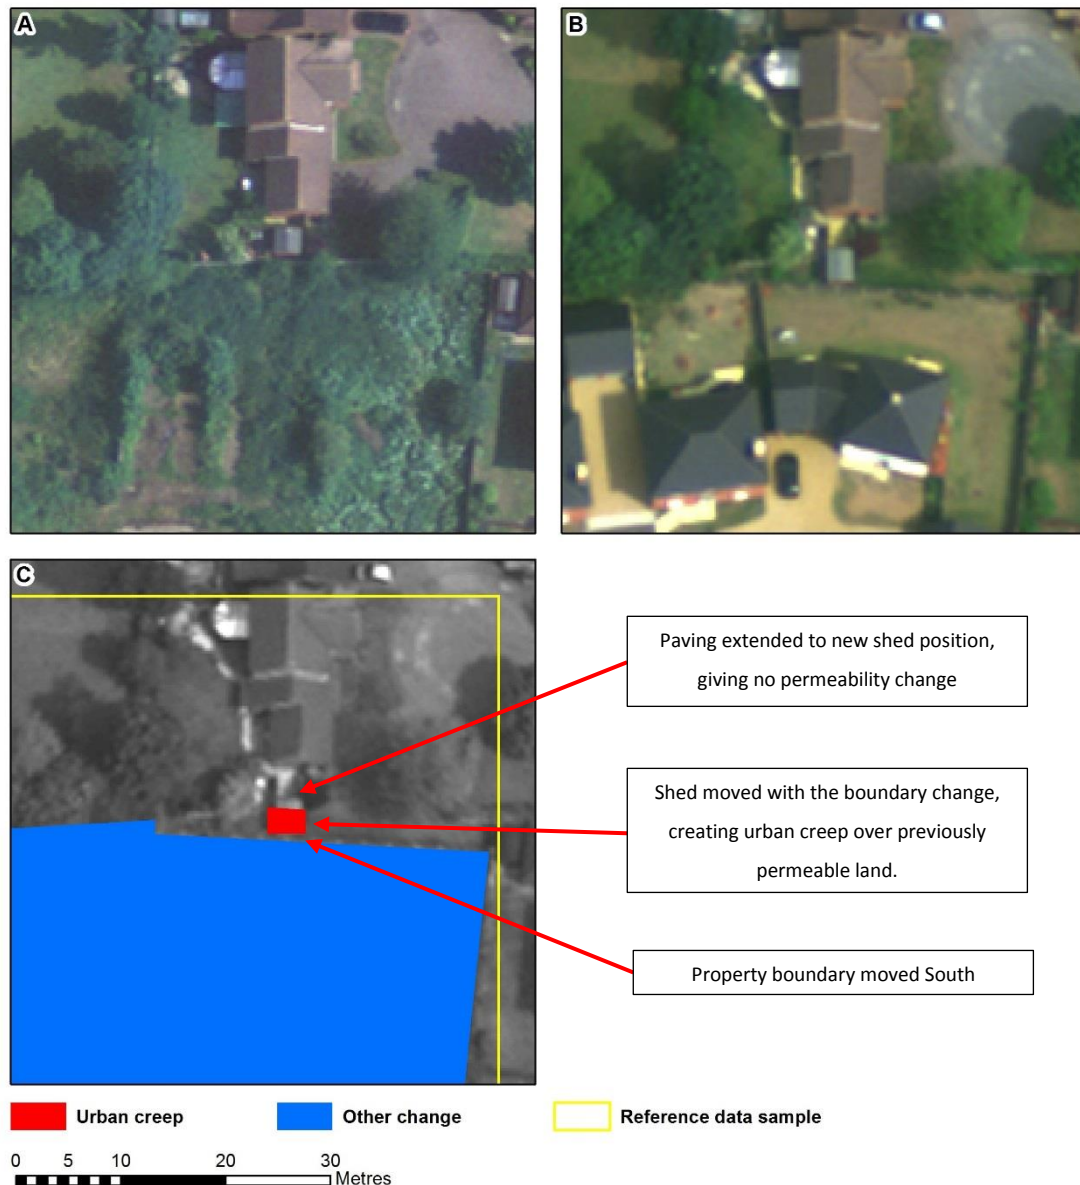 A
B
C
Paving extended to new shed position,
giving no permeability change
Shed moved with the boundary change,
creating urban creep over previously
permeable land.
Property boundary moved South
Urban creep
Other change
Reference data sample
0 5 10 20 30
Metres